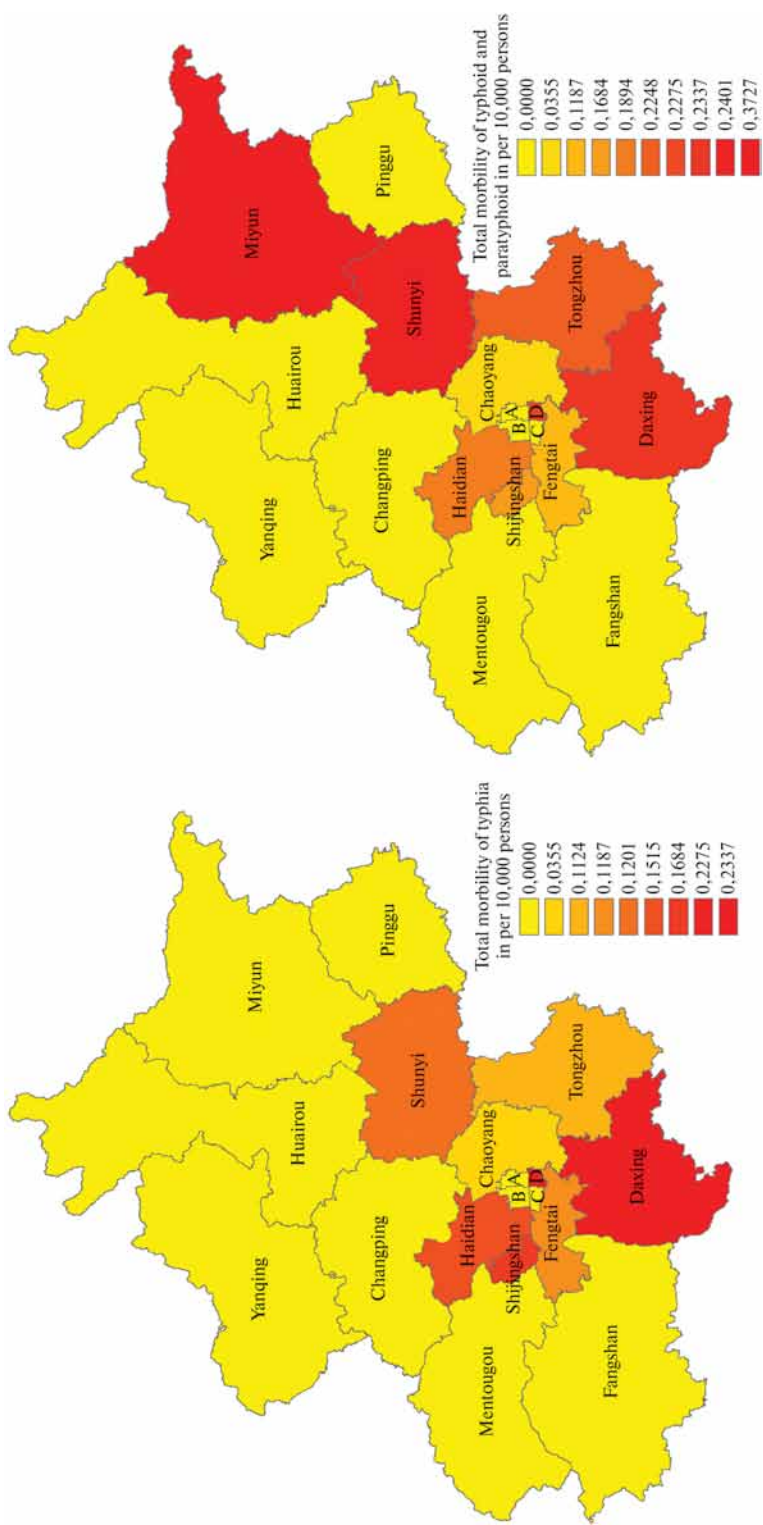 Yanqing
Huairou
Miyun
Changping
Pinggu
Shunyi
Haidian
Chaoyang
Mentougou
Shijingshan
B A
C D
Fengtai
Tongzhou
Fangshan
Daxing
Total morbility of typhia
in per 10,000 persons
0,0000
0,0355
0,1124
0,1187
0,1201
0,1515
0,1684
0,2275
0,2337
Yanqing
Huairou
Miyun
Changping
Pinggu
Shunyi
Haidian
Chaoyang
Mentougou
Shijingshan
B A
C D
Fengtai
Tongzhou
Fangshan
Daxing
Total morbility of typhoid and
paratyphoid in per 10,000 persons
0,0000
0,0355
0,1187
0,1684
0,1894
0,2248
0,2275
0,2337
0,2401
0,3727